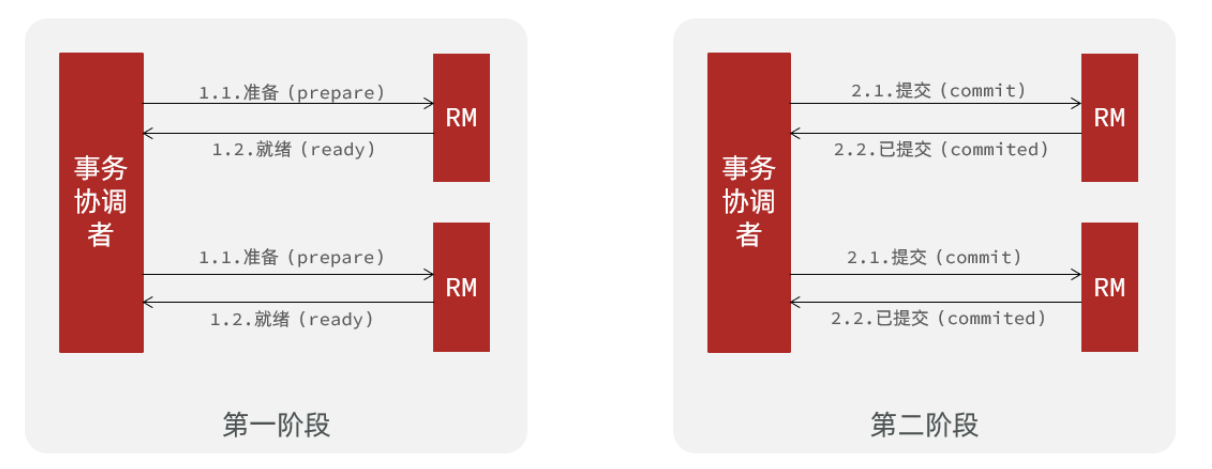 1.1.准备（prepare）
RM
1.2.就绪（ready）
事务
协调
者
1.1.准备（prepare）
RM
1.2.就绪（ready）
第一阶段
2.1.提交（commit）
RM
2.2.已提交（commited）
事务
协调
者
2.1.提交（commit）
RM
2.2.已提交（commited）
第二阶段